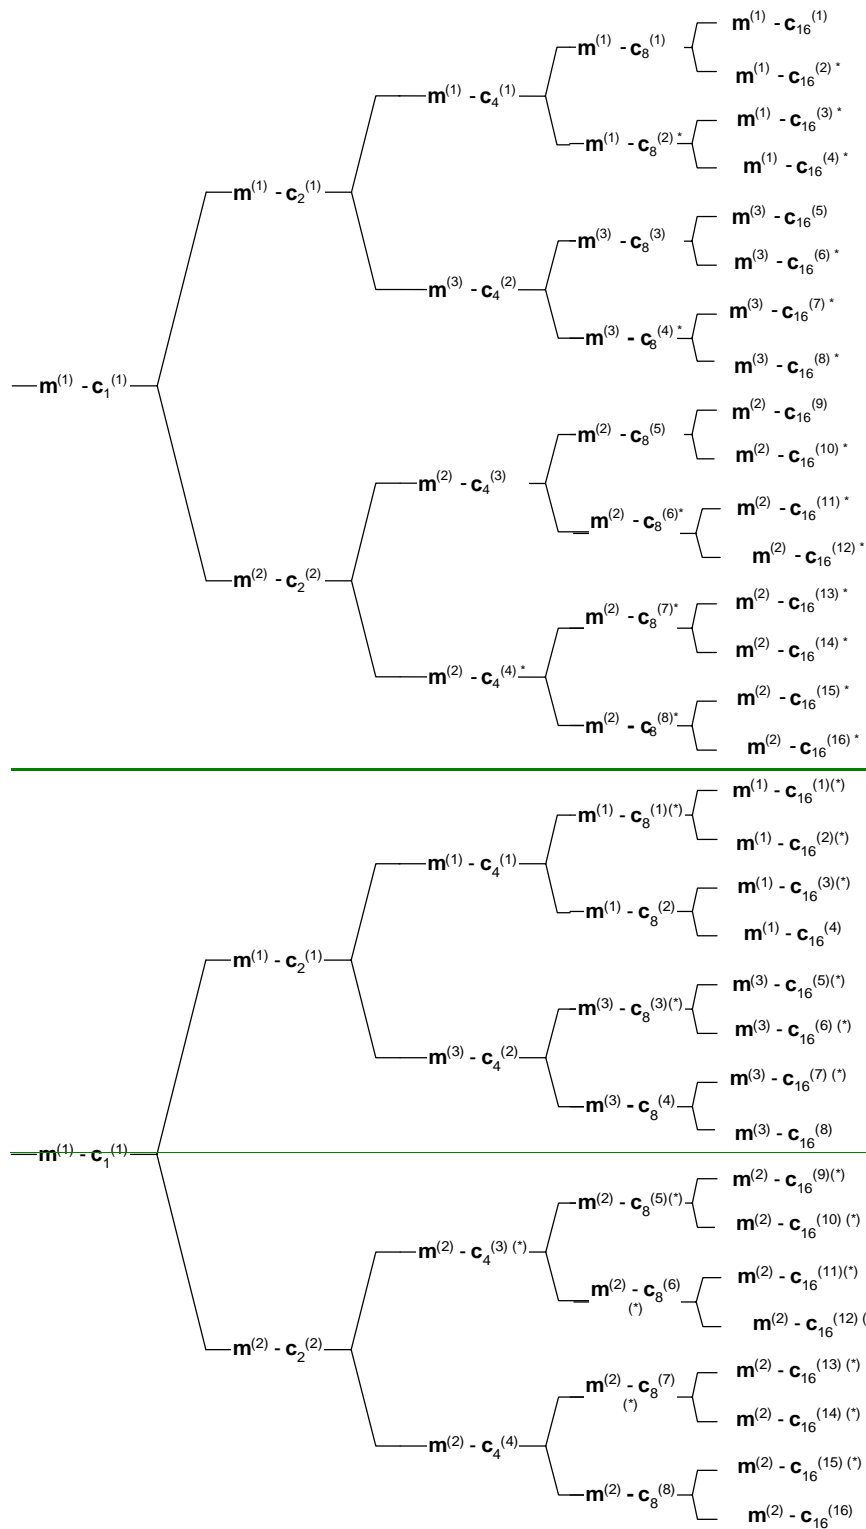 m(1) - c16(1)
m(1) - c8(1)
m(1) - c16(2) *
m(1) - c4(1)
m(1) - c16(3) *
m(1) - c8(2) *
m(1) - c16(4) *
m(1) - c2(1)
m(3) - c16(5)
m(3) - c8(3)
m(3) - c16(6) *
m(3) - c4(2)
m(3) - c16(7) *
m(3) - c8(4) *
m(3) - c16(8) *
m(1) - c1(1)
m(2) - c16(9)
m(2) - c8(5)
m(2) - c16(10) *
m(2) - c4(3)
m(2) - c16(11) *
m(2) - c8(6)*
m(2) - c16(12) *
m(2) - c2(2)
m(2) - c16(13) *
m(2) - c8(7)*
m(2) - c16(14) *
m(2) - c4(4) *
m(2) - c16(15) *
m(2) - c8(8)*
m(2) - c16(16) *
m(1) - c16(1)(*)
m(1) - c8(1)(*)
m(1) - c16(2)(*)
m(1) - c4(1)
m(1) - c16(3)(*)
m(1) - c8(2)
m(1) - c16(4)
m(1) - c2(1)
m(3) - c16(5)(*)
m(3) - c8(3)(*)
m(3) - c16(6) (*)
m(3) - c4(2)
m(3) - c16(7) (*)
m(3) - c8(4)
m(3) - c16(8)
m(1) - c1(1)
m(2) - c16(9)(*)
m(2) - c8(5)(*)
m(2) - c16(10) (*)
m(2) - c4(3) (*)
m(2) - c16(11)(*)
m(2) - c8(6)
(*)
m(2) - c16(12) (
m(2) - c2(2)
m(2) - c16(13) (*)
m(2) - c8(7)
(*)
m(2) - c16(14) (*)
m(2) - c4(4)
m(2) - c16(15) (*)
m(2) - c8(8)
m(2) - c16(16)